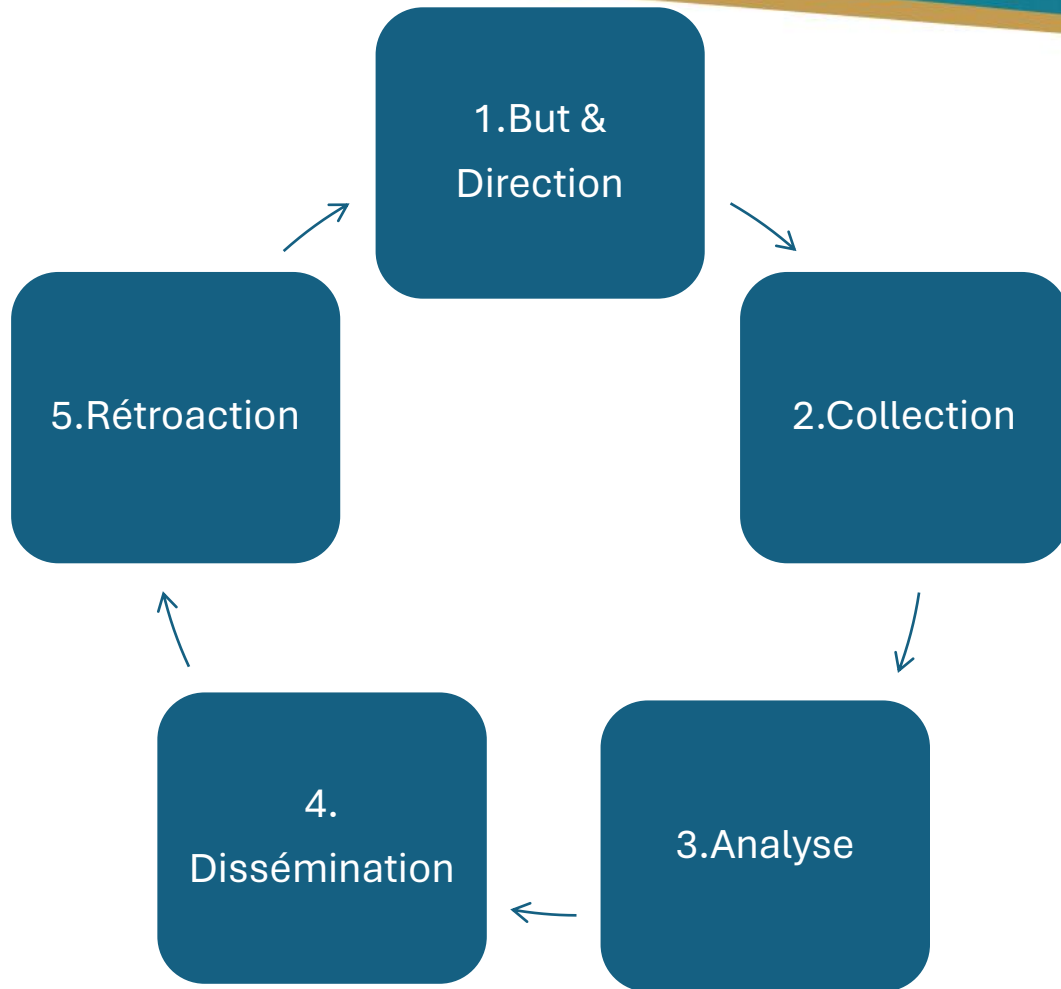 1.But &
Direction
2.Collection
3.Analyse
4.
Dissémination
5.Rétroaction